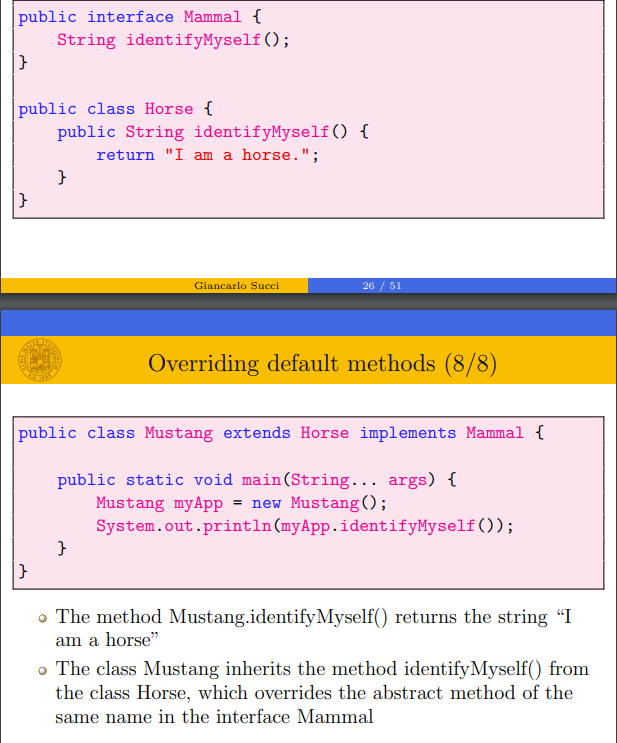 public interface Mammal {
    String identifyMyself();
}
public class Horse {
    public String identifyMyself() {
        return "I am a horse.";
    }
}
Giancarlo Succi 26 / 51
Overriding default methods (8/8)
public class Mustang extends Horse implements Mammal {
    public static void main(String... args) {
        Mustang myApp = new Mustang();
        System.out.println(myApp.identifyMyself());
    }
}
The method Mustang.identifyMyself() returns the string “I
am a horse”
The class Mustang inherits the method identifyMyself() from
the class Horse, which overrides the abstract method of the
same name in the interface Mammal